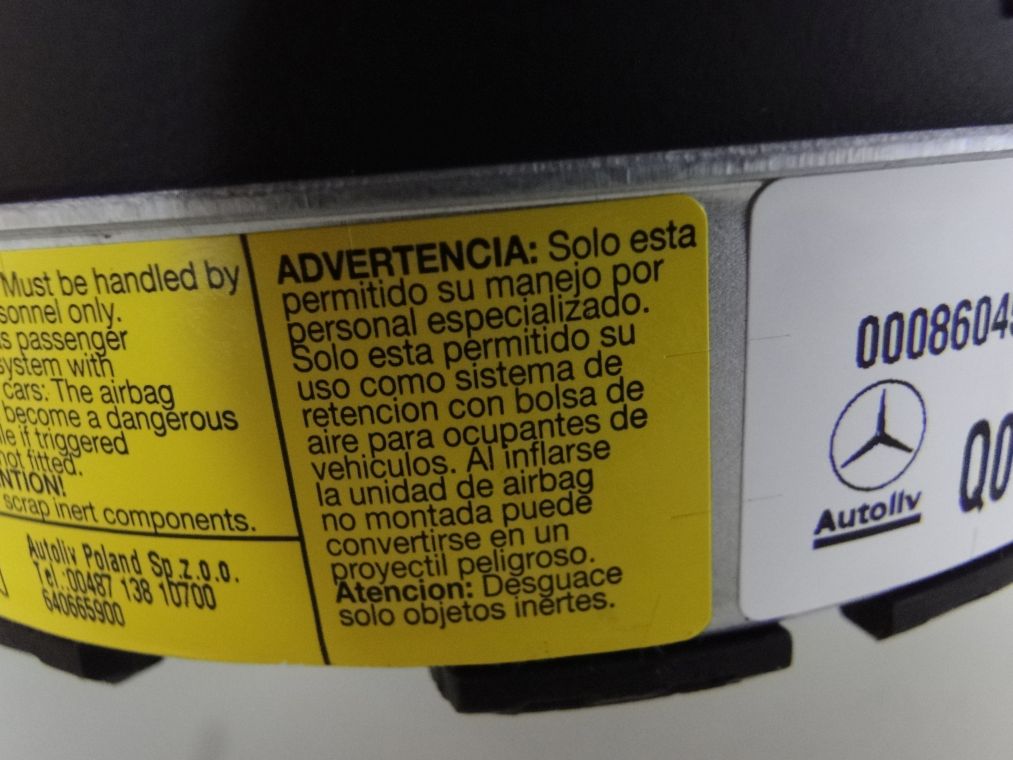 Must be handled by
sonnel only.
s passenger
system with
cars: The airbag
become a dangerous
le if triggered
not fitted.
NTION!
scrap inert components.
Autoliv Poland Sp.z.o.o.
Tel.:00487 138 10700
640665900
ADVERTENCIA: Solo esta
permitido su manejo por
personal especializado.
Solo esta permitido su
uso como sistema de
retencion con bolsa de
aire para ocupantes de
vehiculos. Al inflarse
la unidad de airbag
no montada puede
convertirse en un
proyectil peligroso.
Atencion: Desguace
solo objetos inertes.
0008604
Autoliv
Q0